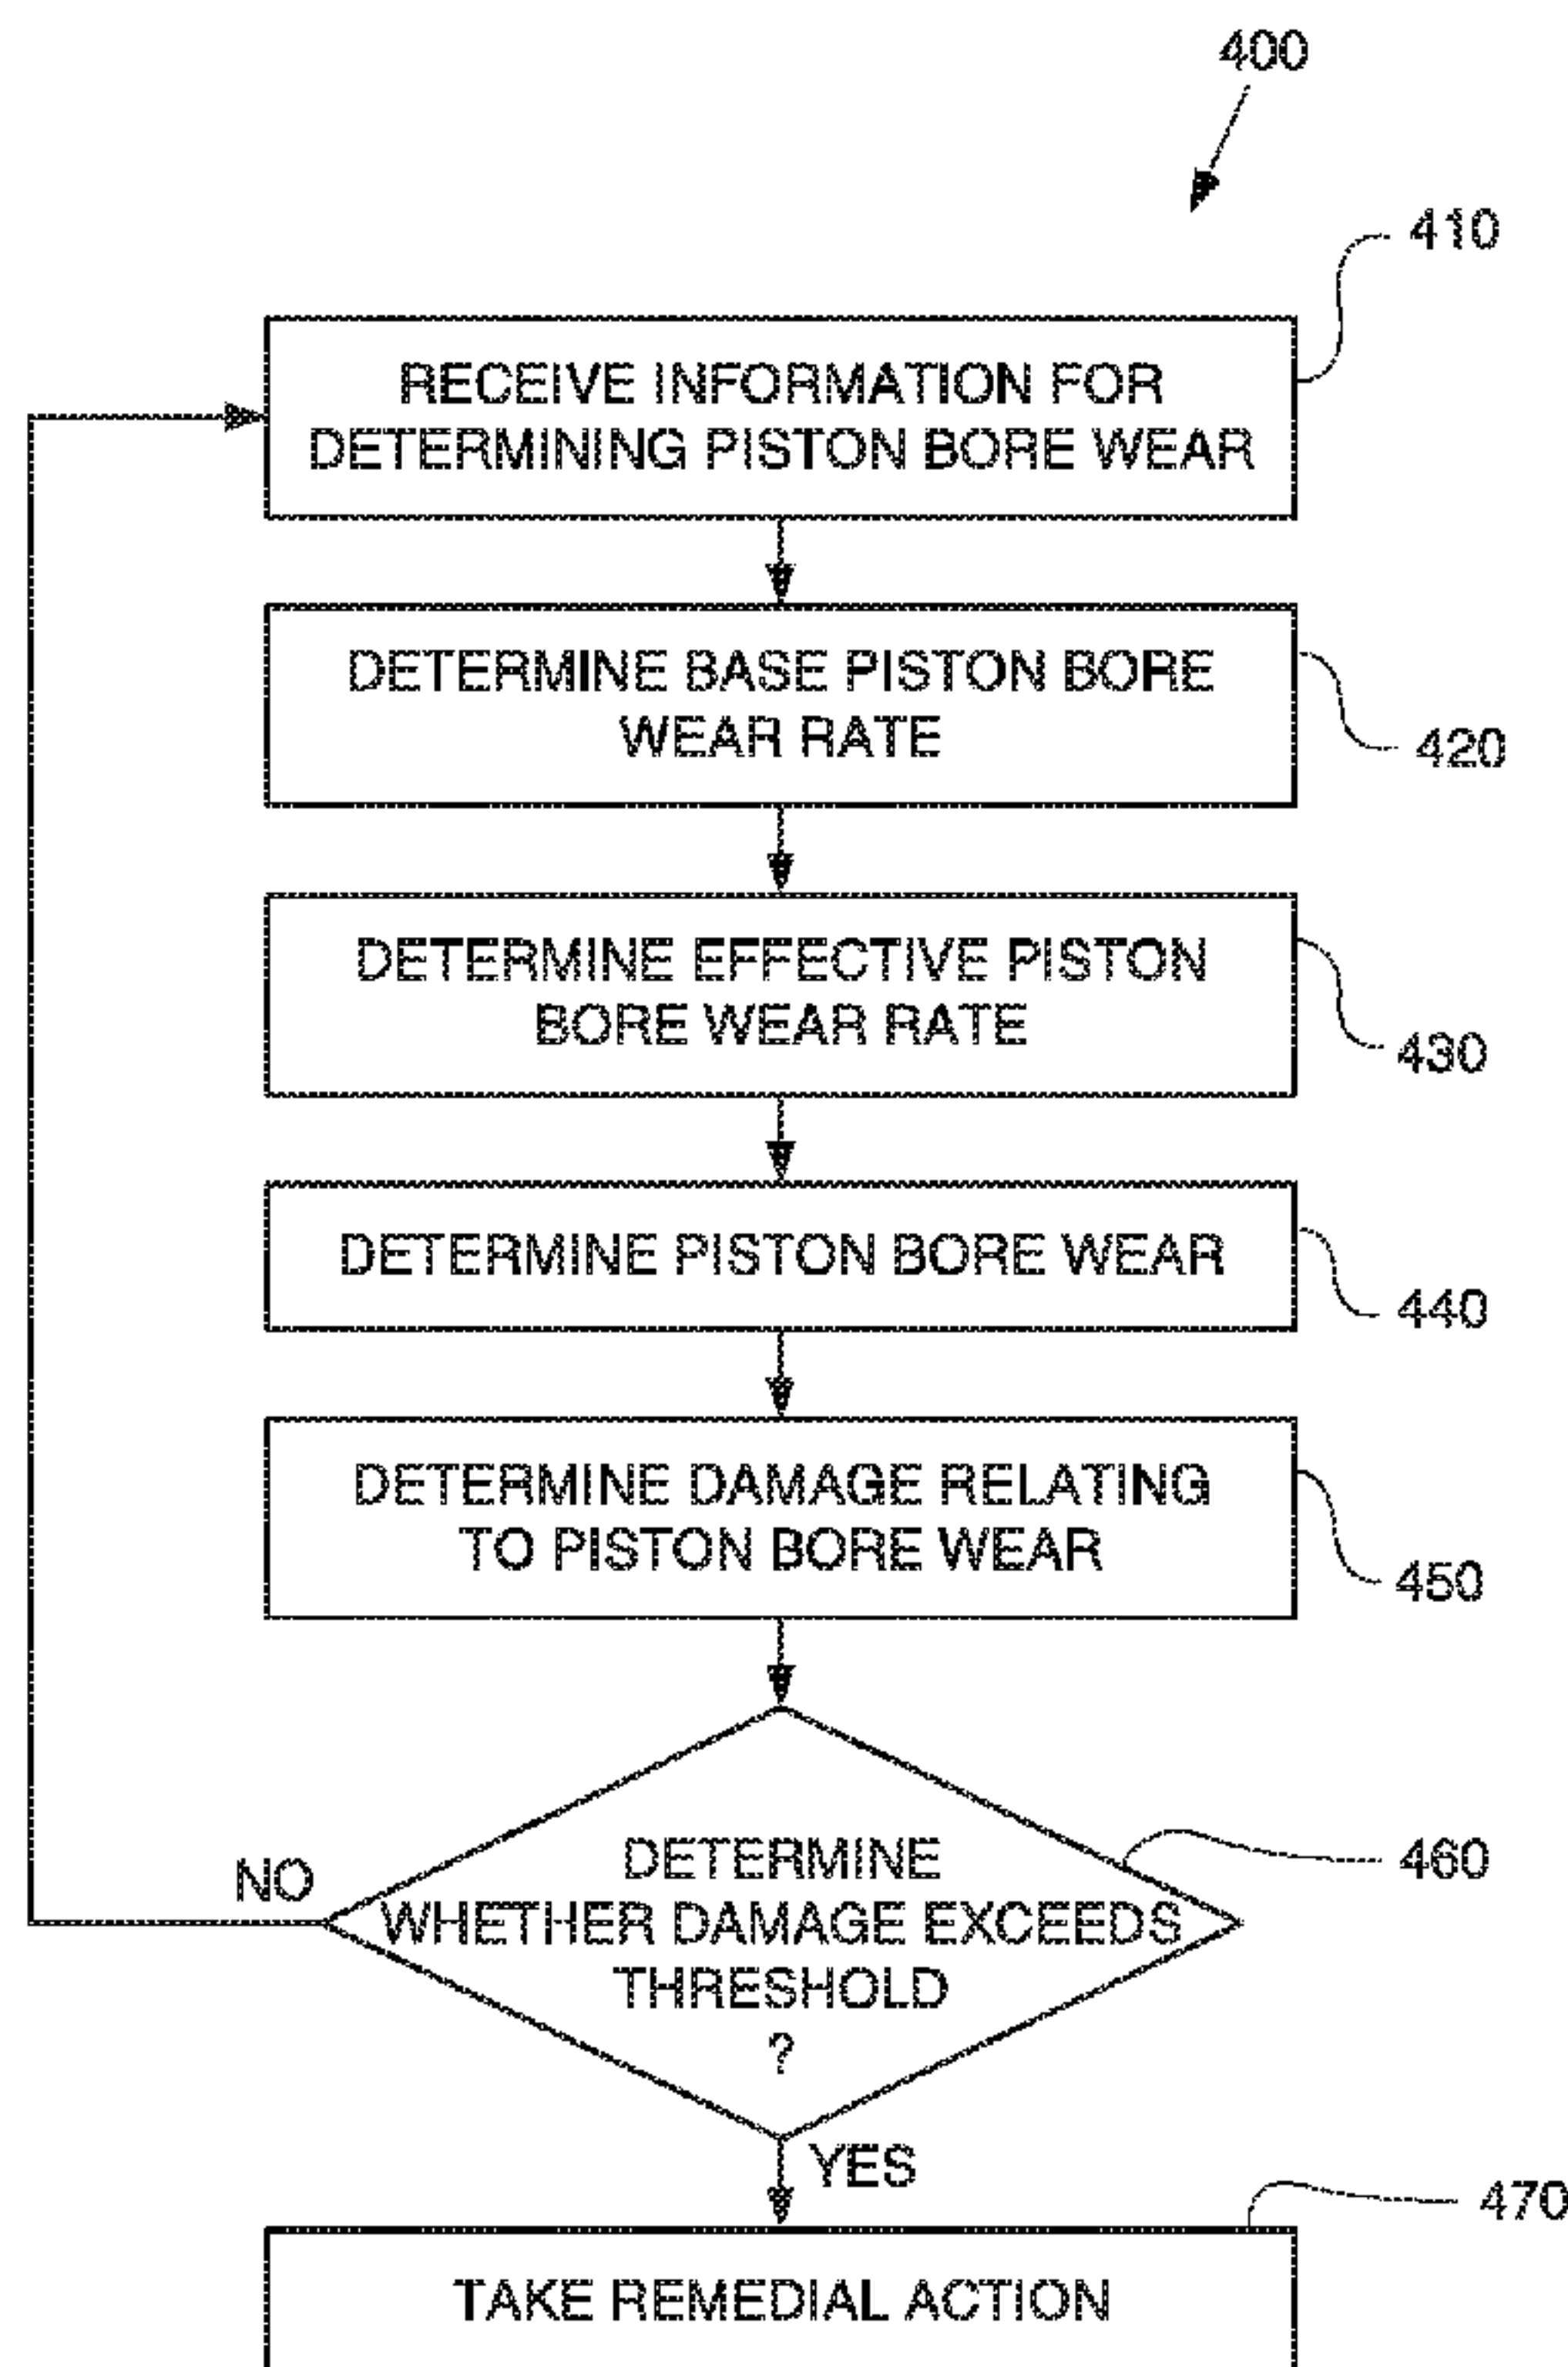 400
410
RECEIVE INFORMATION FOR
DETERMINING PISTON BORE WEAR
DETERMINE BASE PISTON BORE
WEAR RATE
420
DETERMINE EFFECTIVE PISTON
BORE WEAR RATE
430
DETERMINE PISTON BORE WEAR
440
DETERMINE DAMAGE RELATING
TO PISTON BORE WEAR
450
DETERMINE
WHETHER DAMAGE EXCEEDS
THRESHOLD
?
460
NO
YES
470
TAKE REMEDIAL ACTION